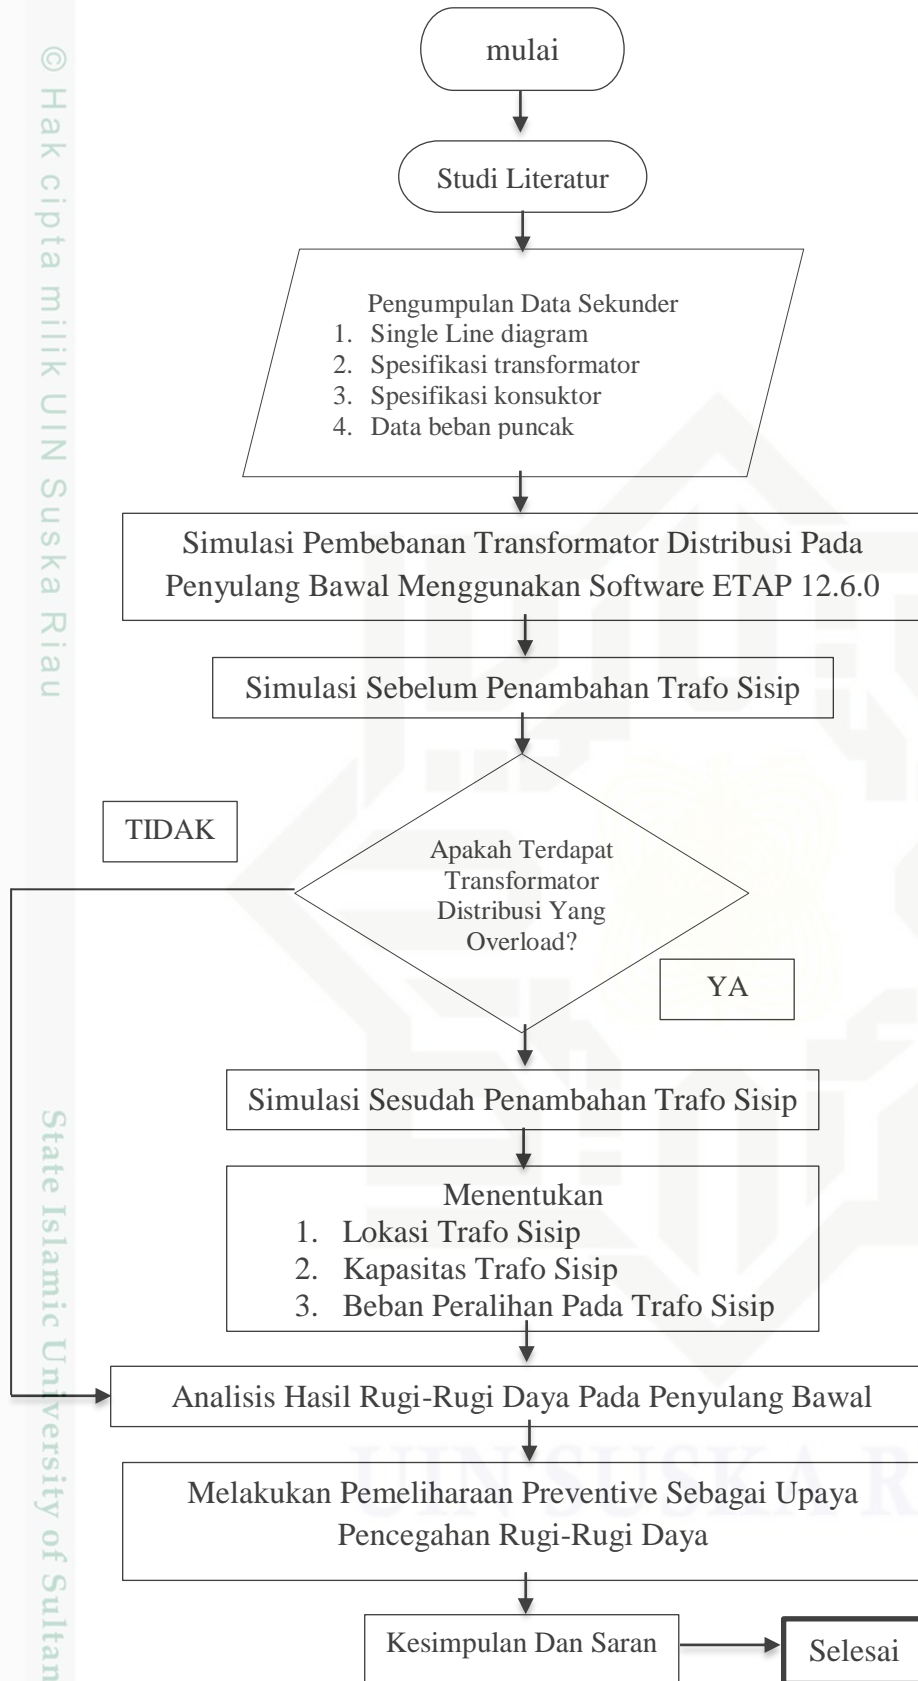 mulai
Studi Literatur
Pengumpulan Data Sekunder
1. Single Line diagram
2. Spesifikasi transformator
3. Spesifikasi konsuktor
4. Data beban puncak
Simulasi Pembebanan Transformator Distribusi Pada
Penyulang Bawal Menggunakan Software ETAP 12.6.0
Simulasi Sebelum Penambahan Trafo Sisip
TIDAK
Apakah Terdapat
Transformator
Distribusi Yang
Overload?
YA
Simulasi Sesudah Penambahan Trafo Sisip
Menentukan
1. Lokasi Trafo Sisip
2. Kapasitas Trafo Sisip
3. Beban Peralihan Pada Trafo Sisip
Analisis Hasil Rugi-Rugi Daya Pada Penyulang Bawal
Melakukan Pemeliharaan Preventive Sebagai Upaya
Pencegahan Rugi-Rugi Daya
Kesimpulan Dan Saran
Selesai
© Hak cipta milik UIN Suska Riau
State Islamic University of Sultan
UIN SUSKA R